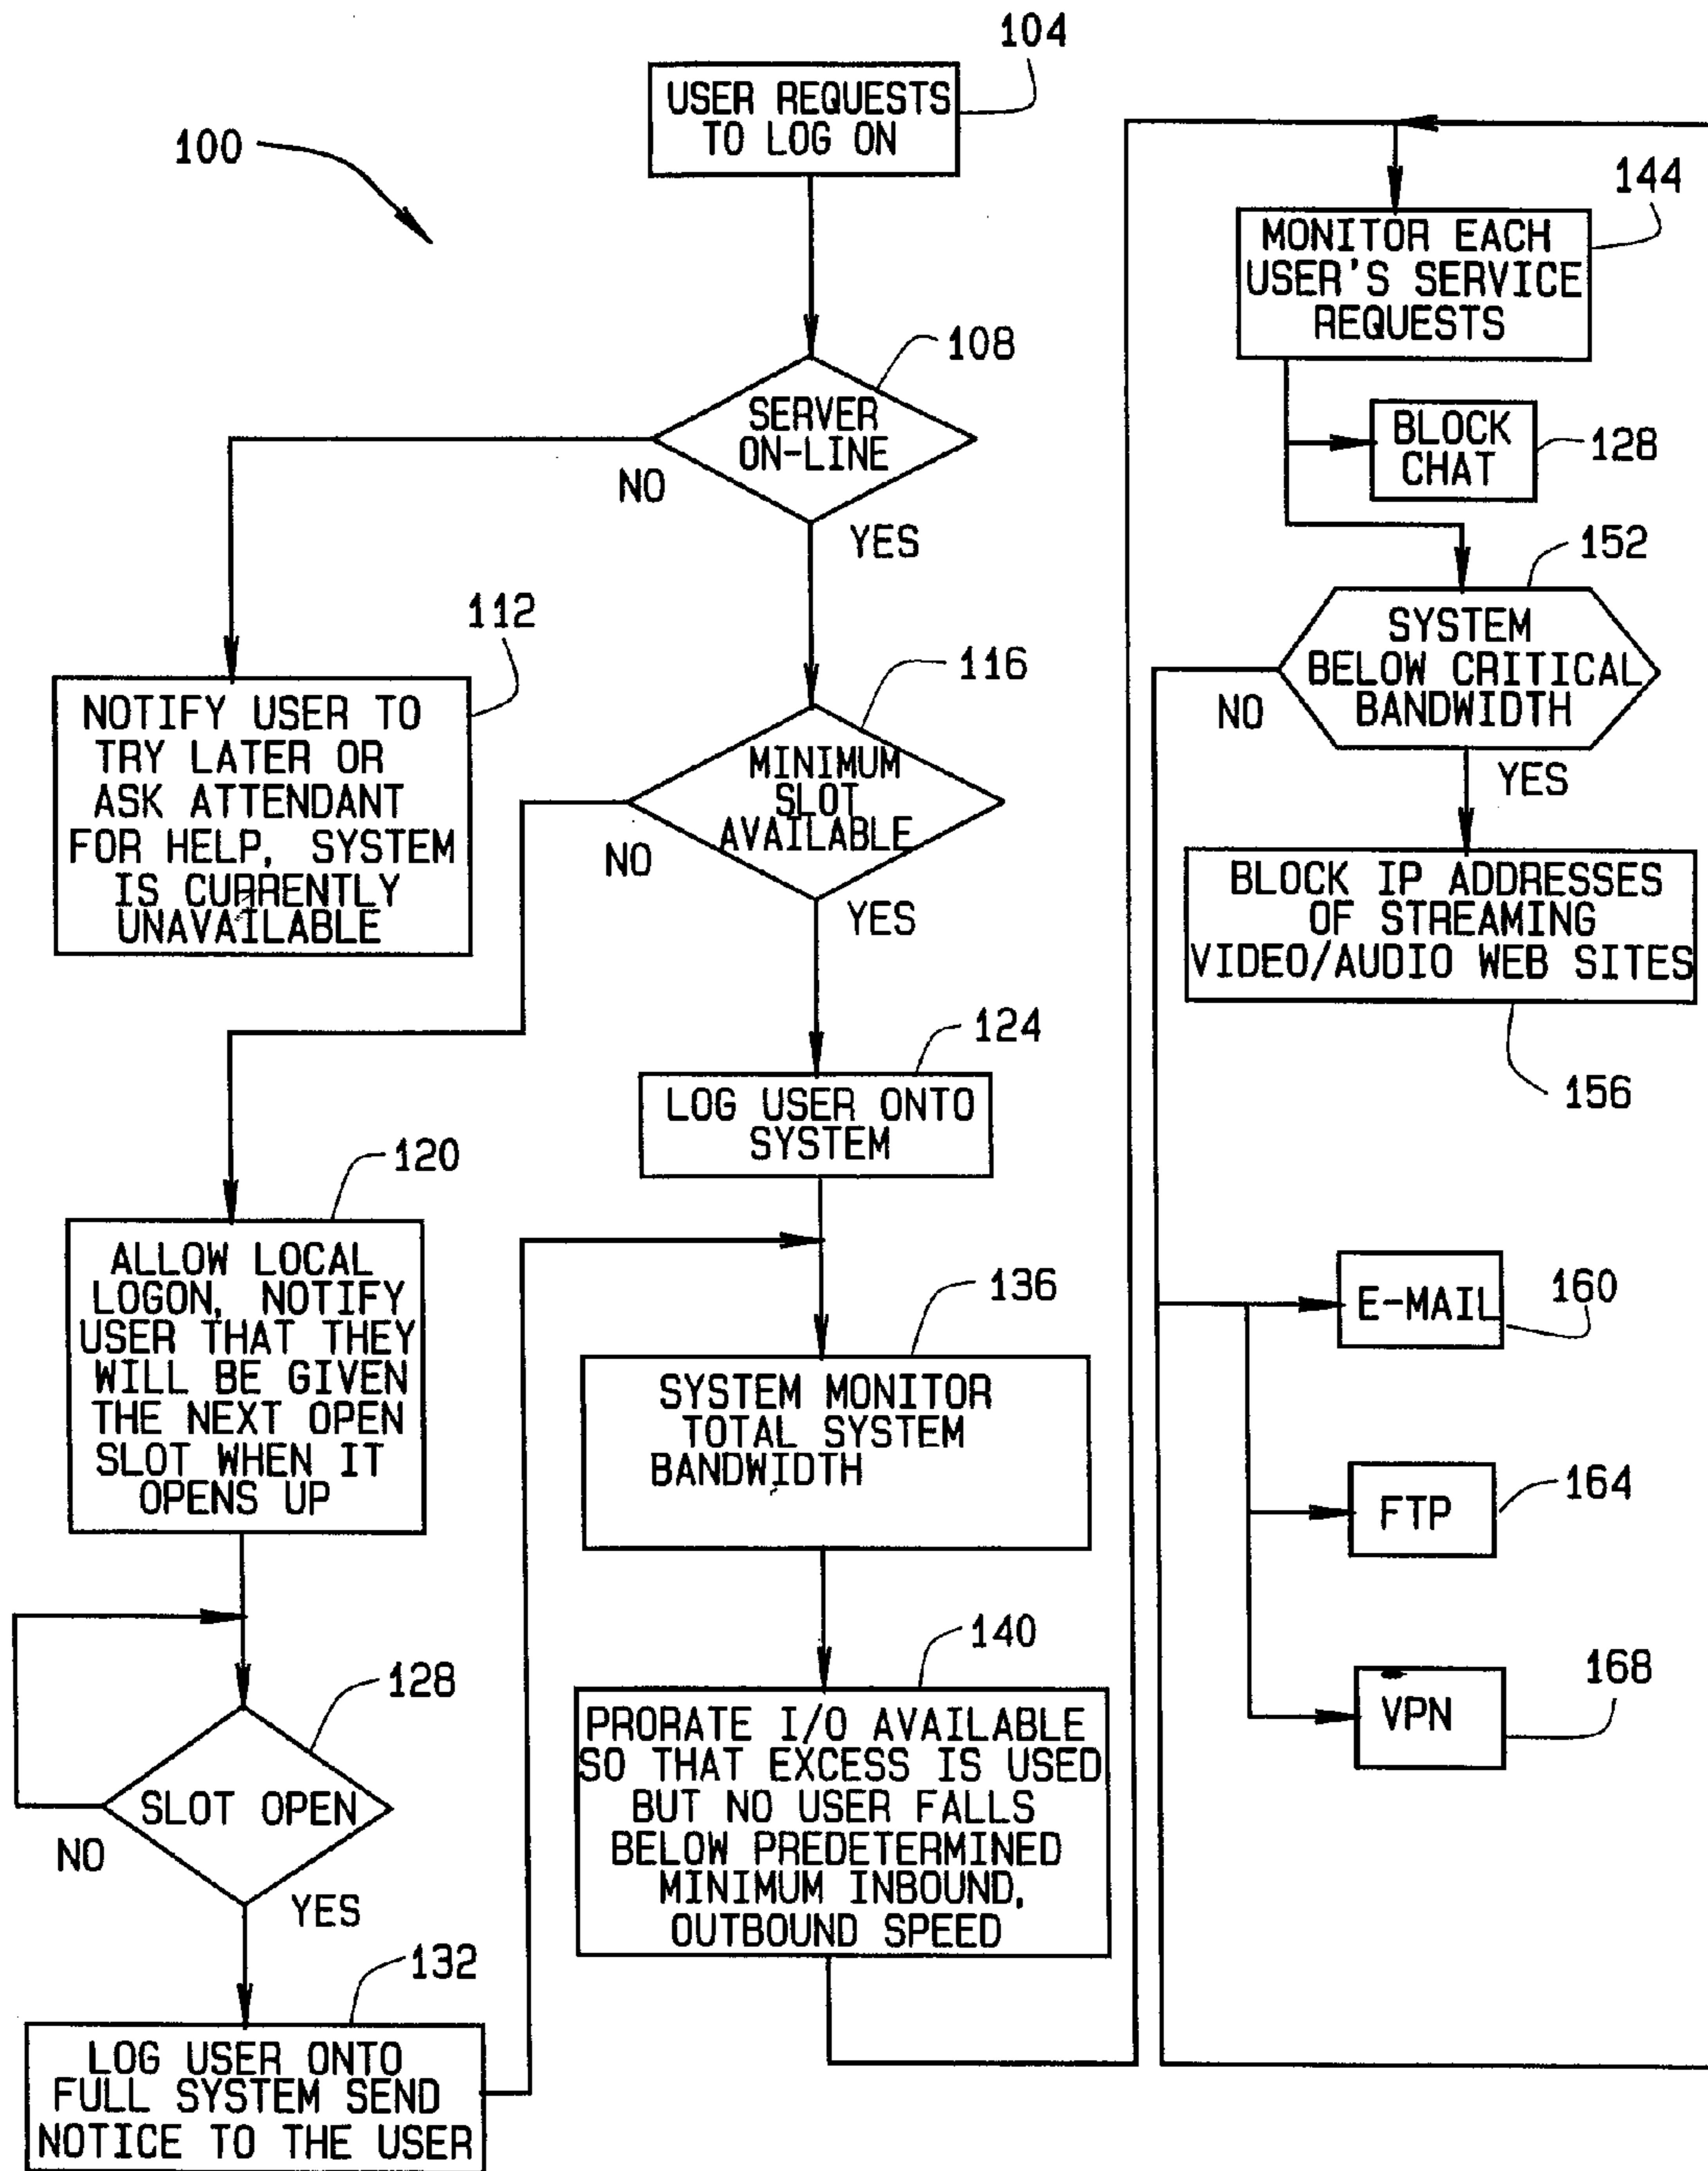 100
104
USER REQUESTS
TO LOG ON
108
SERVER
ON-LINE
NO
YES
112
NOTIFY USER TO
TRY LATER OR
ASK ATTENDANT
FOR HELP, SYSTEM
IS CURRENTLY
UNAVAILABLE
116
MINIMUM
SLOT
AVAILABLE
NO
YES
124
LOG USER ONTO
SYSTEM
120
ALLOW LOCAL
LOGON, NOTIFY
USER THAT THEY
WILL BE GIVEN
THE NEXT OPEN
SLOT WHEN IT
OPENS UP
128
SLOT OPEN
NO
YES
132
LOG USER ONTO
FULL SYSTEM SEND
NOTICE TO THE USER
136
SYSTEM MONITOR
TOTAL SYSTEM
BANDWIDTH
140
PRORATE I/O AVAILABLE
SO THAT EXCESS IS USED
BUT NO USER FALLS
BELOW PREDETERMINED
MINIMUM INBOUND,
OUTBOUND SPEED
144
MONITOR EACH
USER'S SERVICE
REQUESTS
BLOCK
CHAT
128
152
SYSTEM
BELOW CRITICAL
BANDWIDTH
NO
YES
BLOCK IP ADDRESSES
OF STREAMING
VIDEO/AUDIO WEB SITES
156
E-MAIL
160
FTP
164
VPN
168